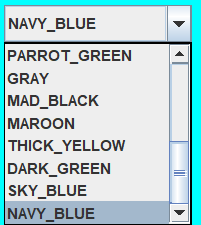 NAVY_BLUE
PARROT_GREEN
GRAY
MAD_BLACK
MAROON
THICK_YELLOW
DARK_GREEN
SKY_BLUE
NAVY_BLUE